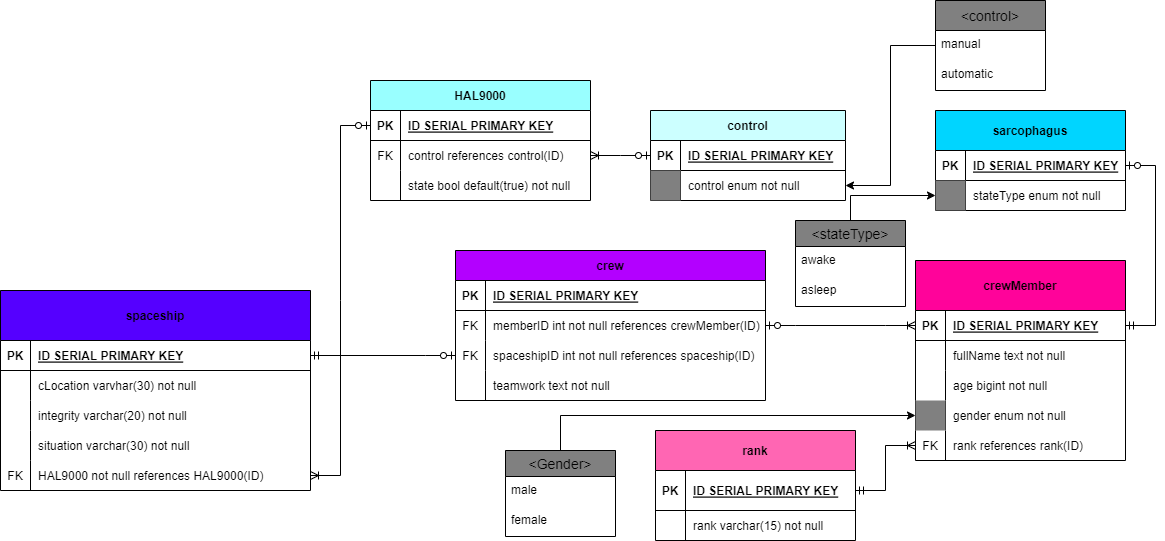 <control>
manual
automatic
HAL9000
PK ID SERIAL PRIMARY KEY
FK control references control(ID)
state bool default(true) not null
control
PK ID SERIAL PRIMARY KEY
control enum not null
sarcophagus
PK ID SERIAL PRIMARY KEY
stateType enum not null
<stateType>
awake
asleep
crew
PK ID SERIAL PRIMARY KEY
FK memberID int not null references crewMember(ID)
FK spaceshipID int not null references spaceship(ID)
teamwork text not null
crewMember
PK ID SERIAL PRIMARY KEY
fullName text not null
age bigint not null
gender enum not null
FK rank references rank(ID)
spaceship
PK ID SERIAL PRIMARY KEY
cLocation varvhar(30) not null
integrity varchar(20) not null
situation varchar(30) not null
FK HAL9000 not null references HAL9000(ID)
<Gender>
male
female
rank
PK ID SERIAL PRIMARY KEY
rank varchar(15) not null